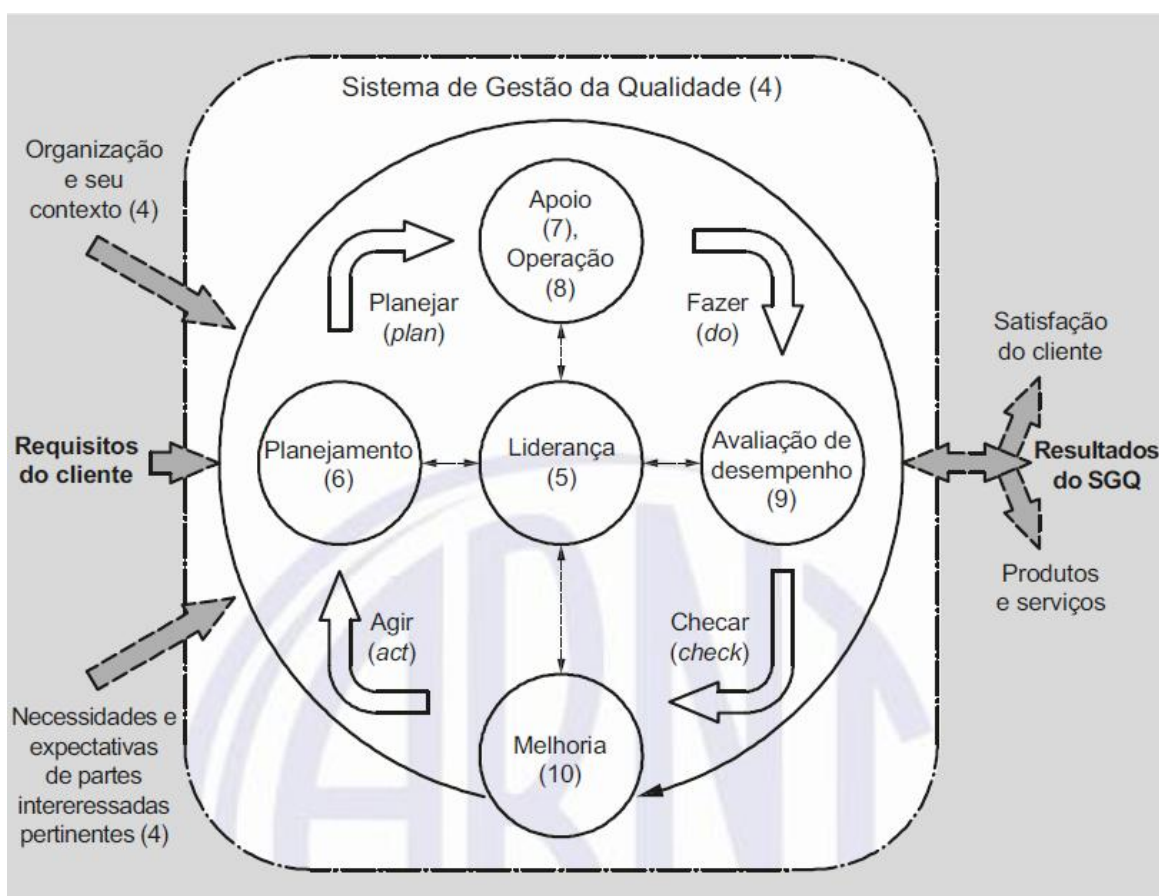 Sistema de Gestão da Qualidade (4)
Organização
e seu
contexto (4)
Apoio
(7),
Operação
(8)
Planejar
(plan)
Fazer
(do)
Satisfação
do cliente
Requisitos
do cliente
Planejamento
(6)
Liderança
(5)
Avaliação de
desempenho
(9)
Resultados
do SGQ
Produtos
e serviços
Agir
(act)
Checar
(check)
Necessidades e
expectativas
de partes
intereressadas
pertinentes (4)
Melhoria
(10)
ABNT